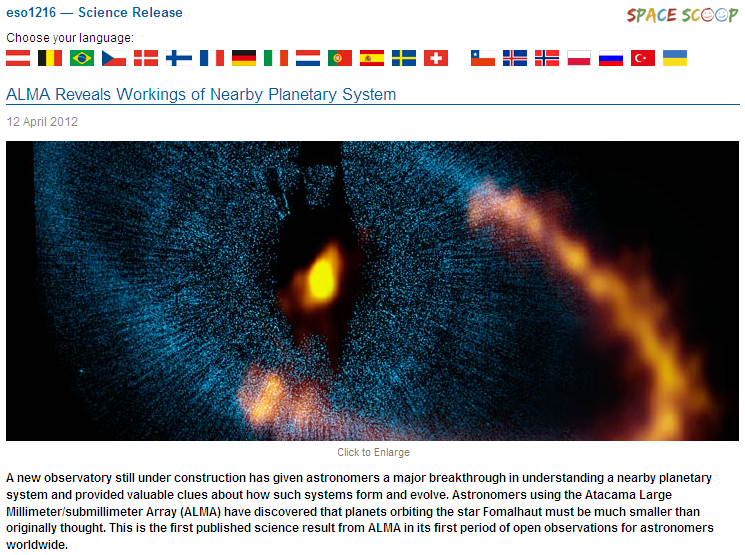 eso1216 — Science Release
SPACE SCOOP
Choose your language:
ALMA Reveals Workings of Nearby Planetary System
12 April 2012
Click to Enlarge
A new observatory still under construction has given astronomers a major breakthrough in understanding a nearby planetary
system and provided valuable clues about how such systems form and evolve. Astronomers using the Atacama Large
Millimeter/submillimeter Array (ALMA) have discovered that planets orbiting the star Fomalhaut must be much smaller than
originally thought. This is the first published science result from ALMA in its first period of open observations for astronomers
worldwide.